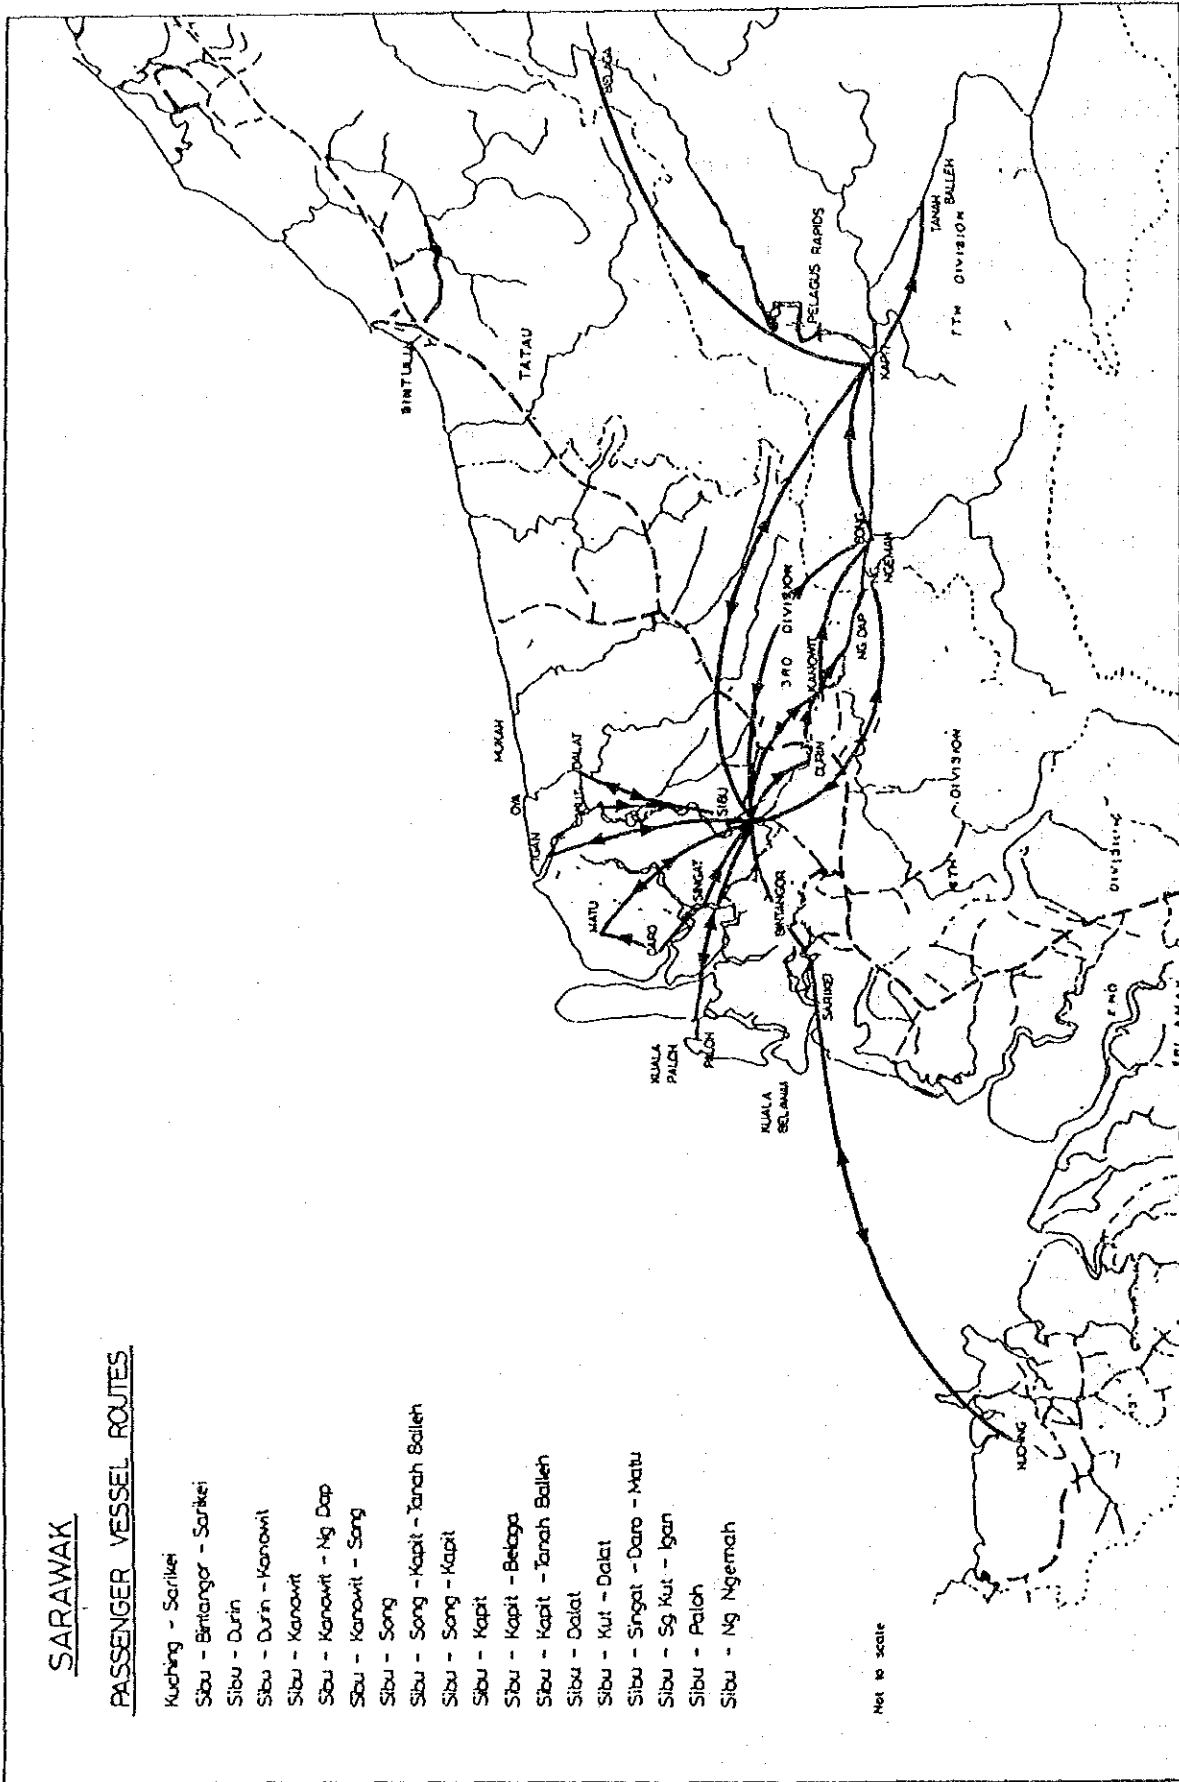 SARAWAK
PASSENGER VESSEL ROUTES
Kuching - Sarikei
Sibu - Bintangor - Sarikei
Sibu - Durin
Sibu - Durin - Kanowit
Sibu - Kanowit
Sibu - Kanowit - Ng Dap
Sibu - Kanowit - Song
Sibu - Song
Sibu - Song - Kapit - Tanah Balleh
Sibu - Song - Kapit
Sibu - Kapit
Sibu - Kapit - Belaga
Sibu - Kapit - Tanah Balleh
Sibu - Dalat
Sibu - Kut - Dalat
Sibu - Singat - Daro - Matu
Sibu - Sg. Kut - Igan
Sibu - Paloh
Sibu - Ng Ngemah
Not to scale
BELAGA
BINTULU
TATAU
PELAGUS RAPIDS
TANAH
BALLEH
7TH DIVISION
KAPIT
SONG
NG
NGEMAH
NG DAP
3RD DIVISION
KANOWIT
DURIN
MUKAH
OYA
IGAN
KUT
DALAT
SIBU
MATU
DARO
SINGAT
BINTANGOR
SARIKEI
KUALA
PALOH
PALOH
KUALA
BELAWAI
6TH DIVISION
2ND
DIVISION
KUCHING